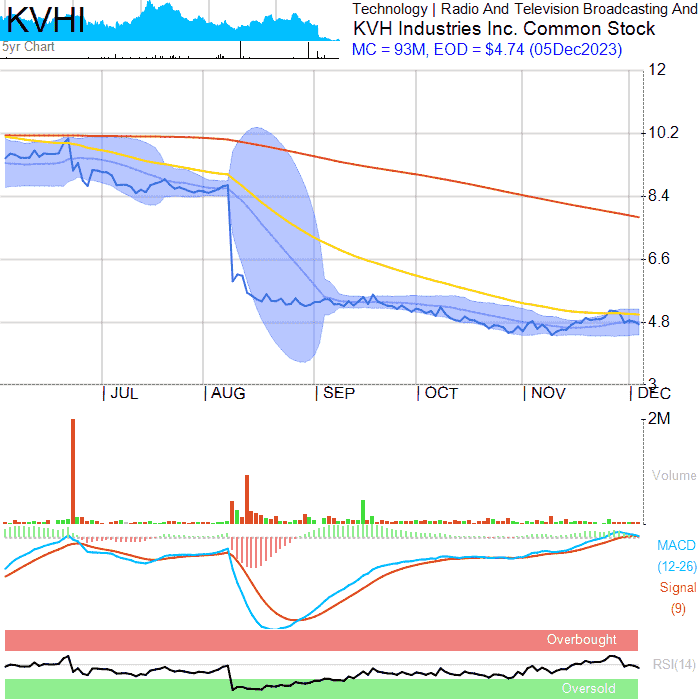 KVHI
5yr Chart
Technology | Radio And Television Broadcasting And
KVH Industries Inc. Common Stock
MC = 93M, EOD = $4.74 (05Dec2023)
12
10.2
8.4
6.6
4.8
3
| JUL | AUG | SEP | OCT | NOV | DEC
2M
Volume
MACD
(12-26)
Signal
(9)
Overbought
RSI(14)
Oversold